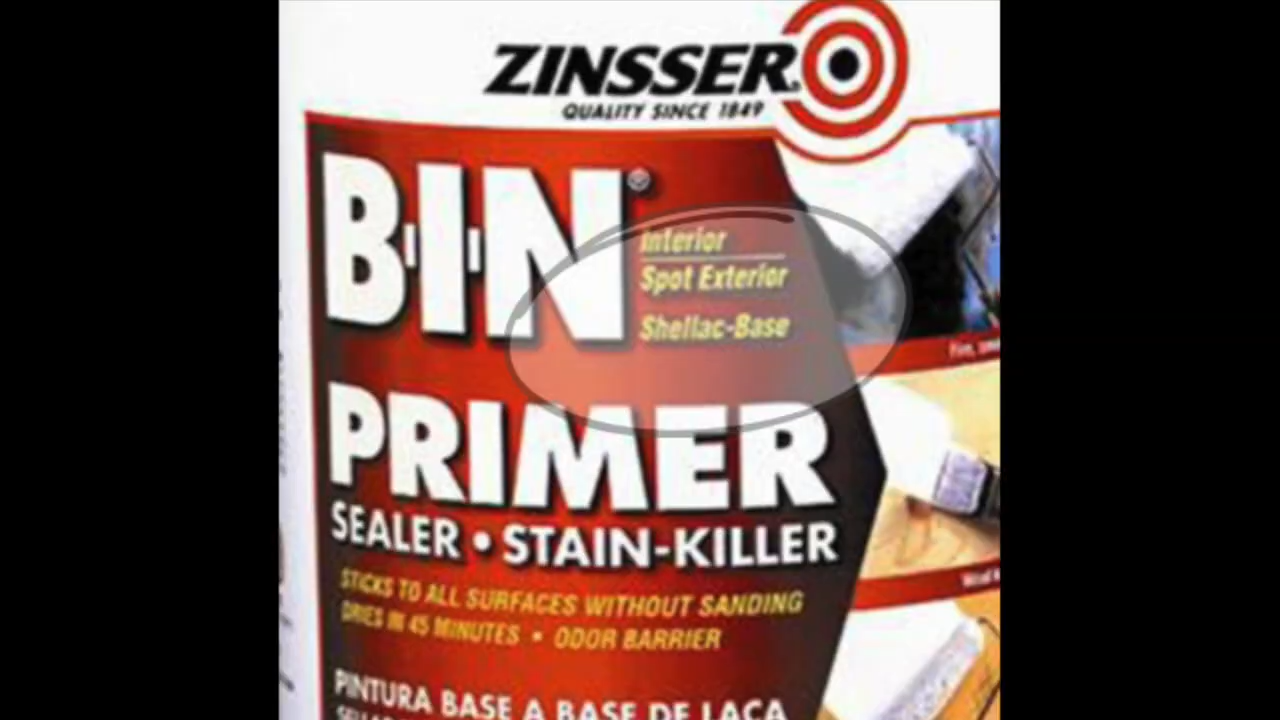 ZINSSER®
QUALITY SINCE 1849
B-I-N®
Interior
Spot Exterior
Shellac-Base
PRIMER
SEALER • STAIN-KILLER
STICKS TO ALL SURFACES WITHOUT SANDING
DRIES IN 45 MINUTES • ODOR BARRIER
PINTURA BASE A BASE DE LACA